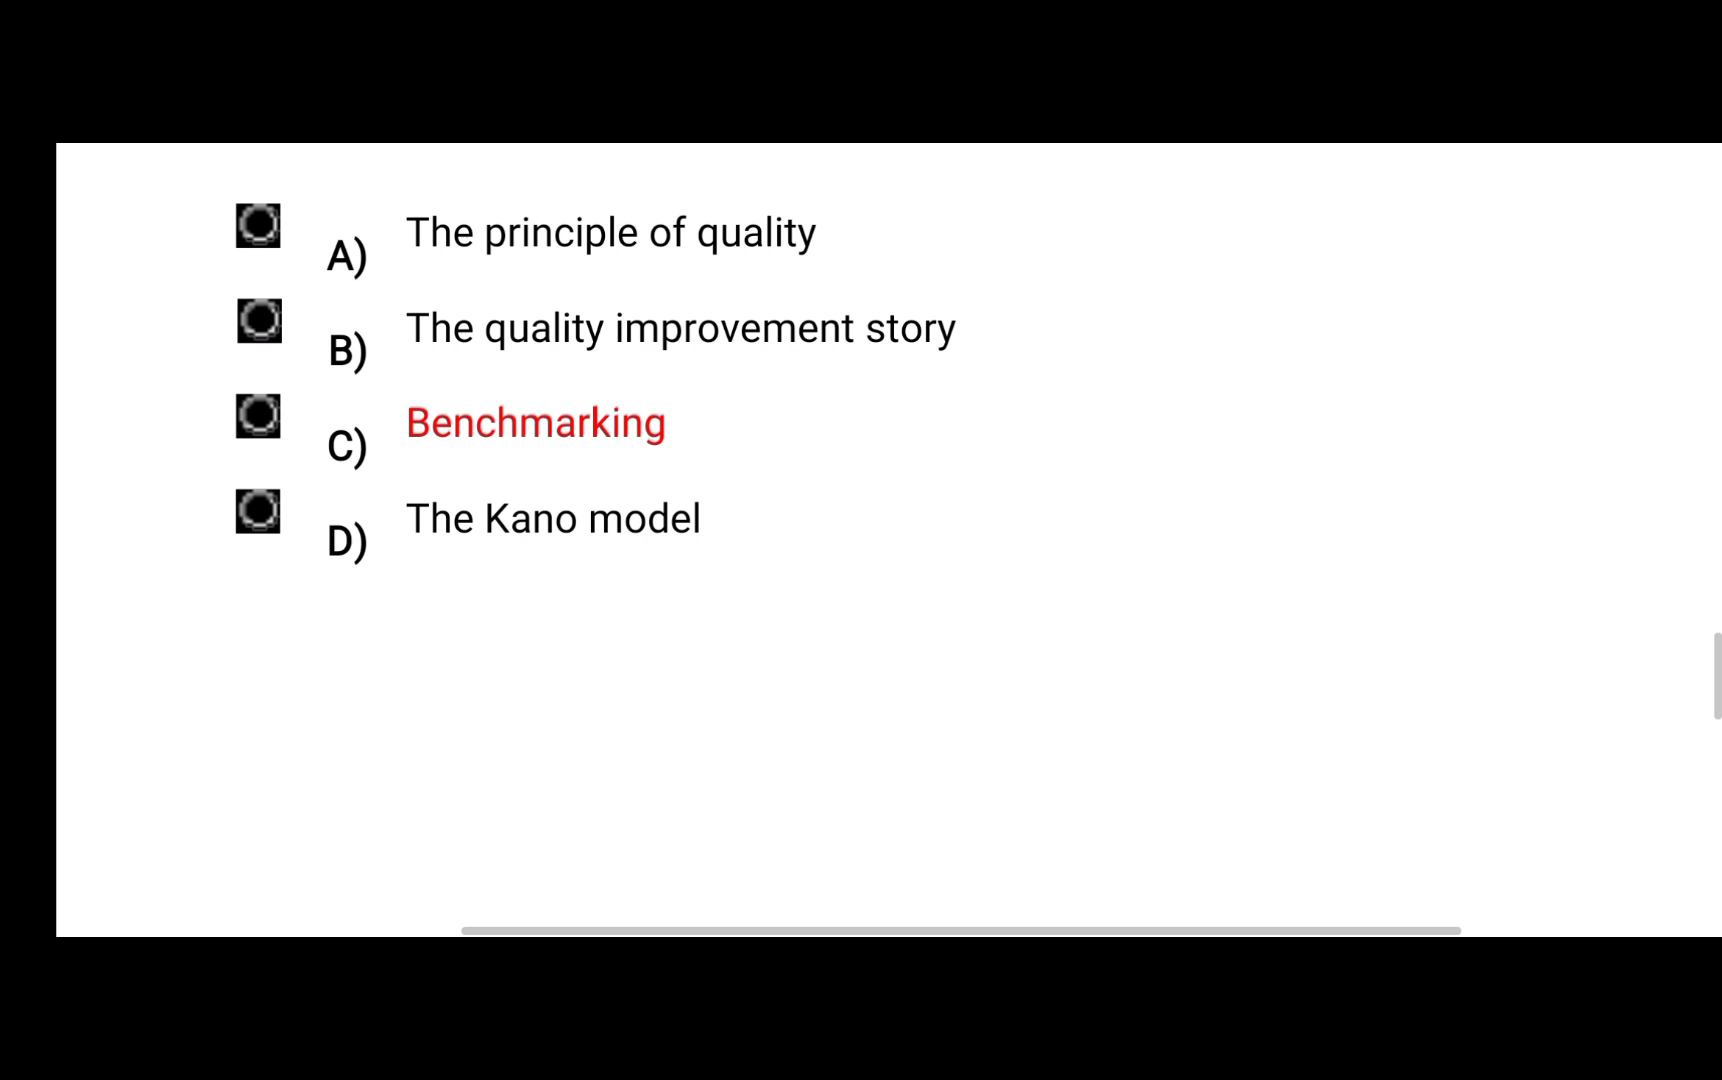 A) The principle of quality
B) The quality improvement story
C) Benchmarking
D) The Kano model